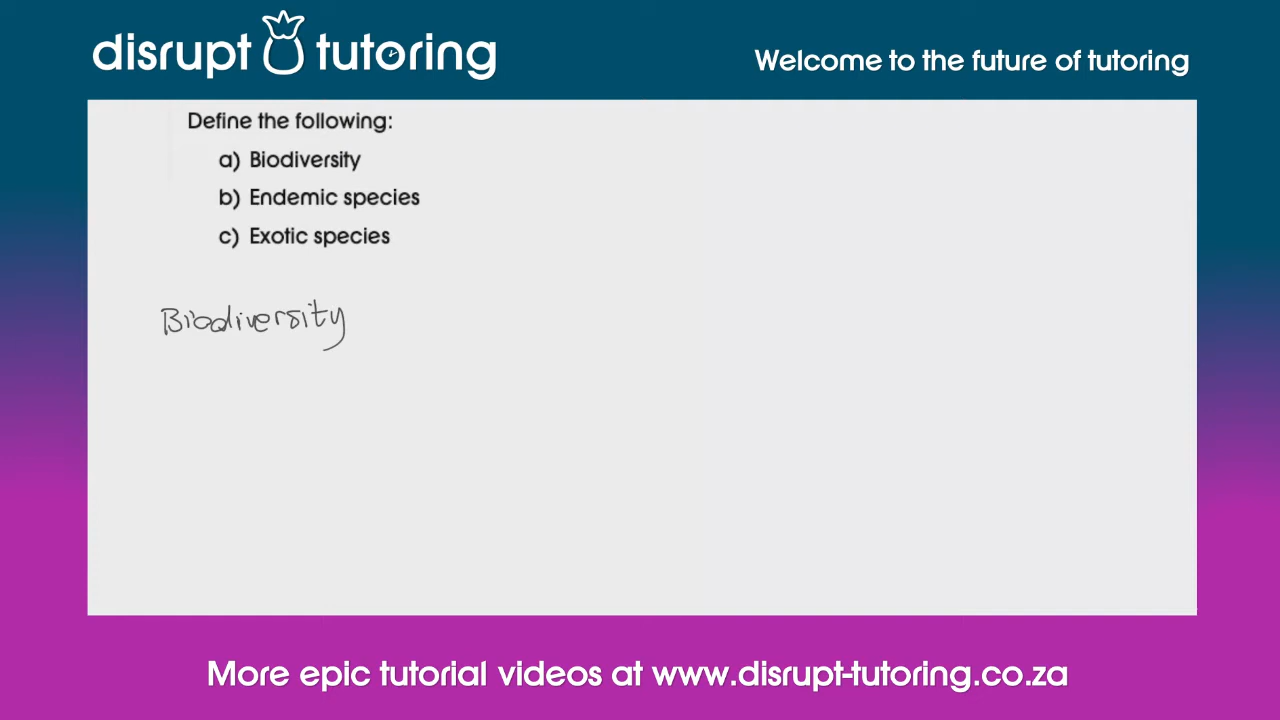 disrupt tutoring
Welcome to the future of tutoring
Define the following:
a) Biodiversity
b) Endemic species
c) Exotic species
Biodiversity
More epic tutorial videos at www.disrupt-tutoring.co.za